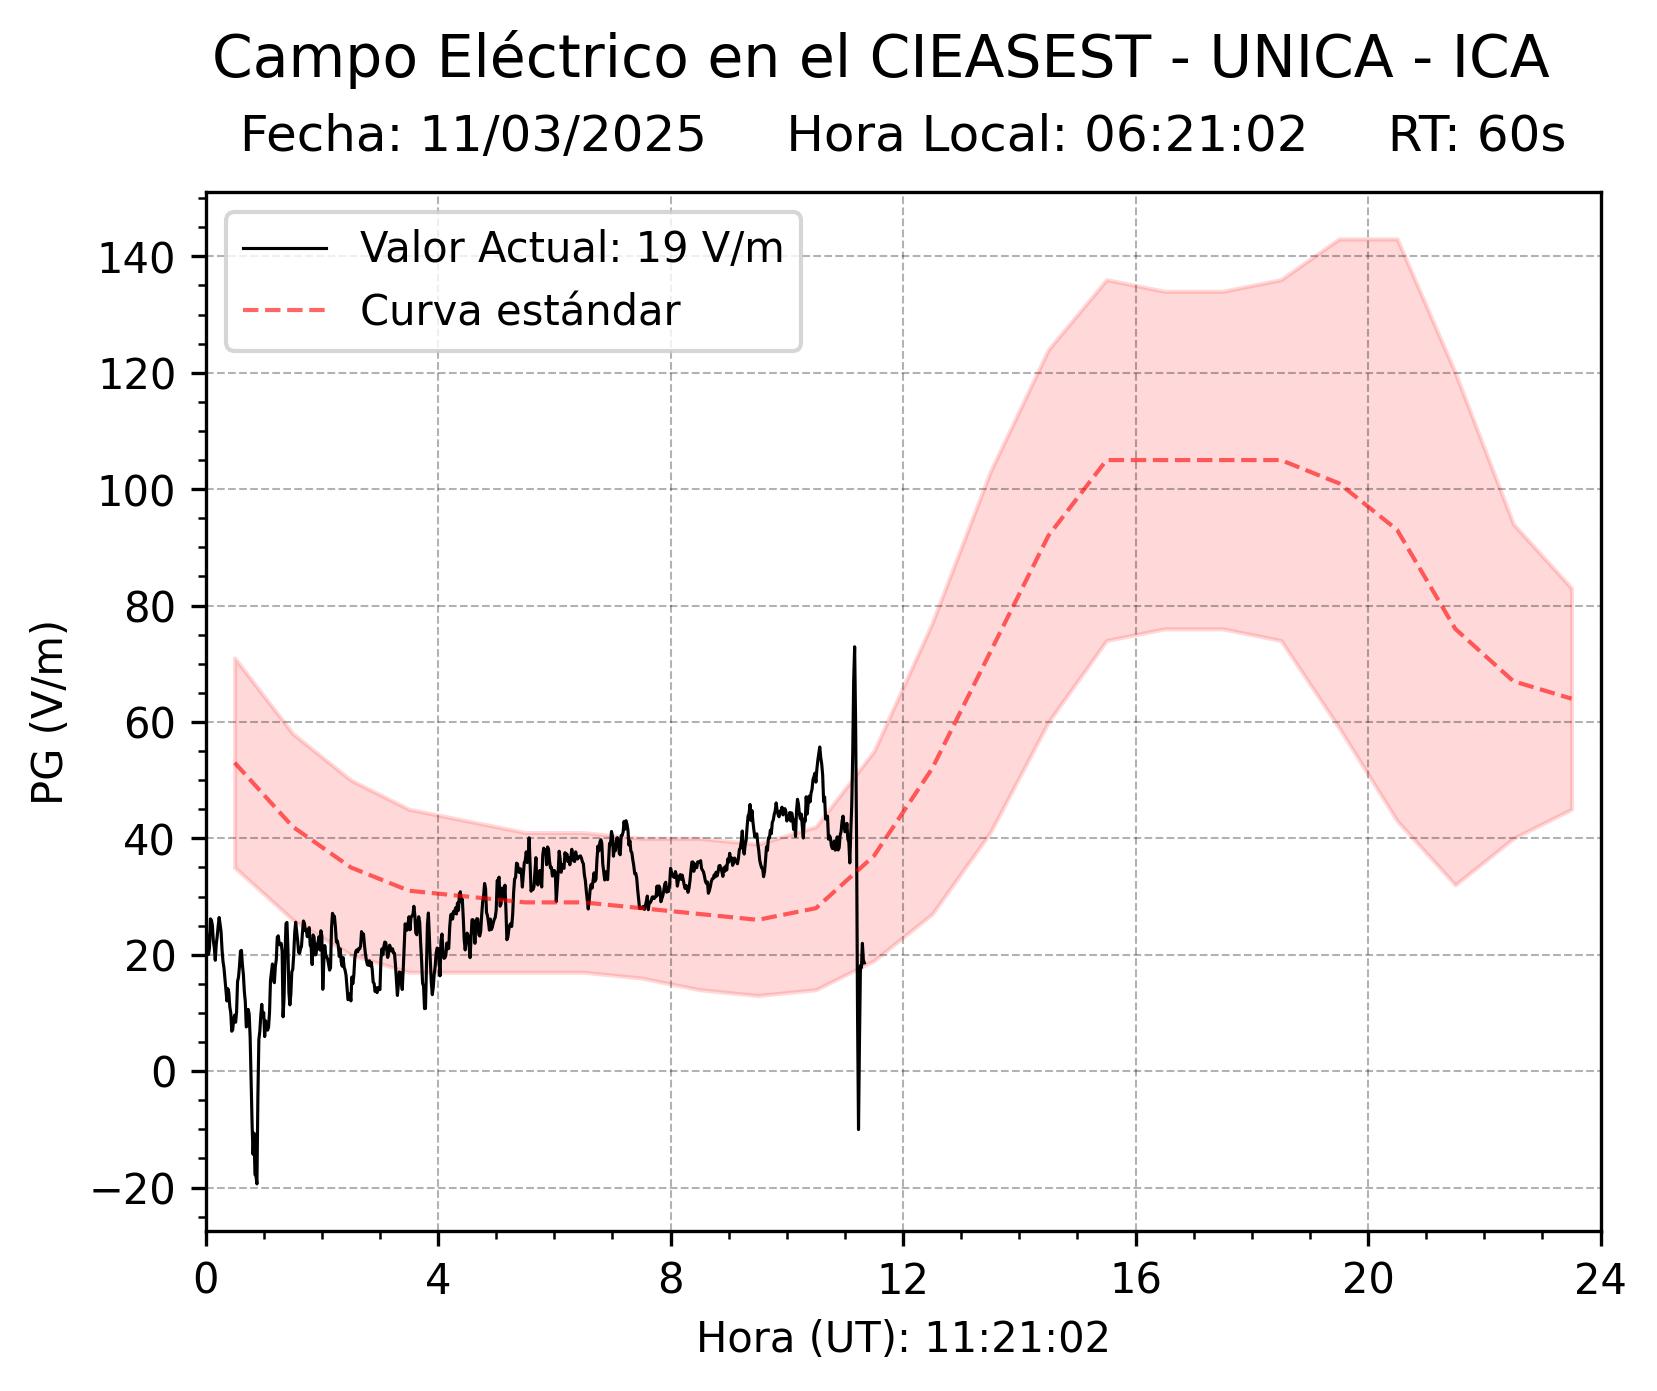 Campo Eléctrico en el CIEASEST - UNICA - ICA
Fecha: 11/03/2025 Hora Local: 06:21:02 RT: 60s
Valor Actual: 19 V/m
Curva estándar
PG (V/m)
140
120
100
80
60
40
20
0
−20
0 4 8 12 16 20 24
Hora (UT): 11:21:02